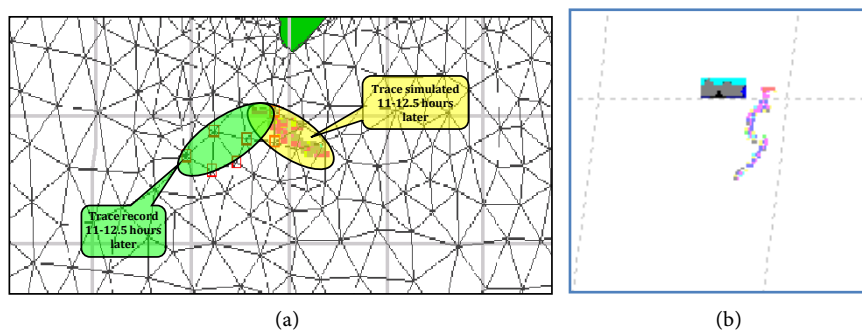 Trace simulated
11-12.5 hours
later
Trace record
11-12.5 hours
later
(a)
(b)